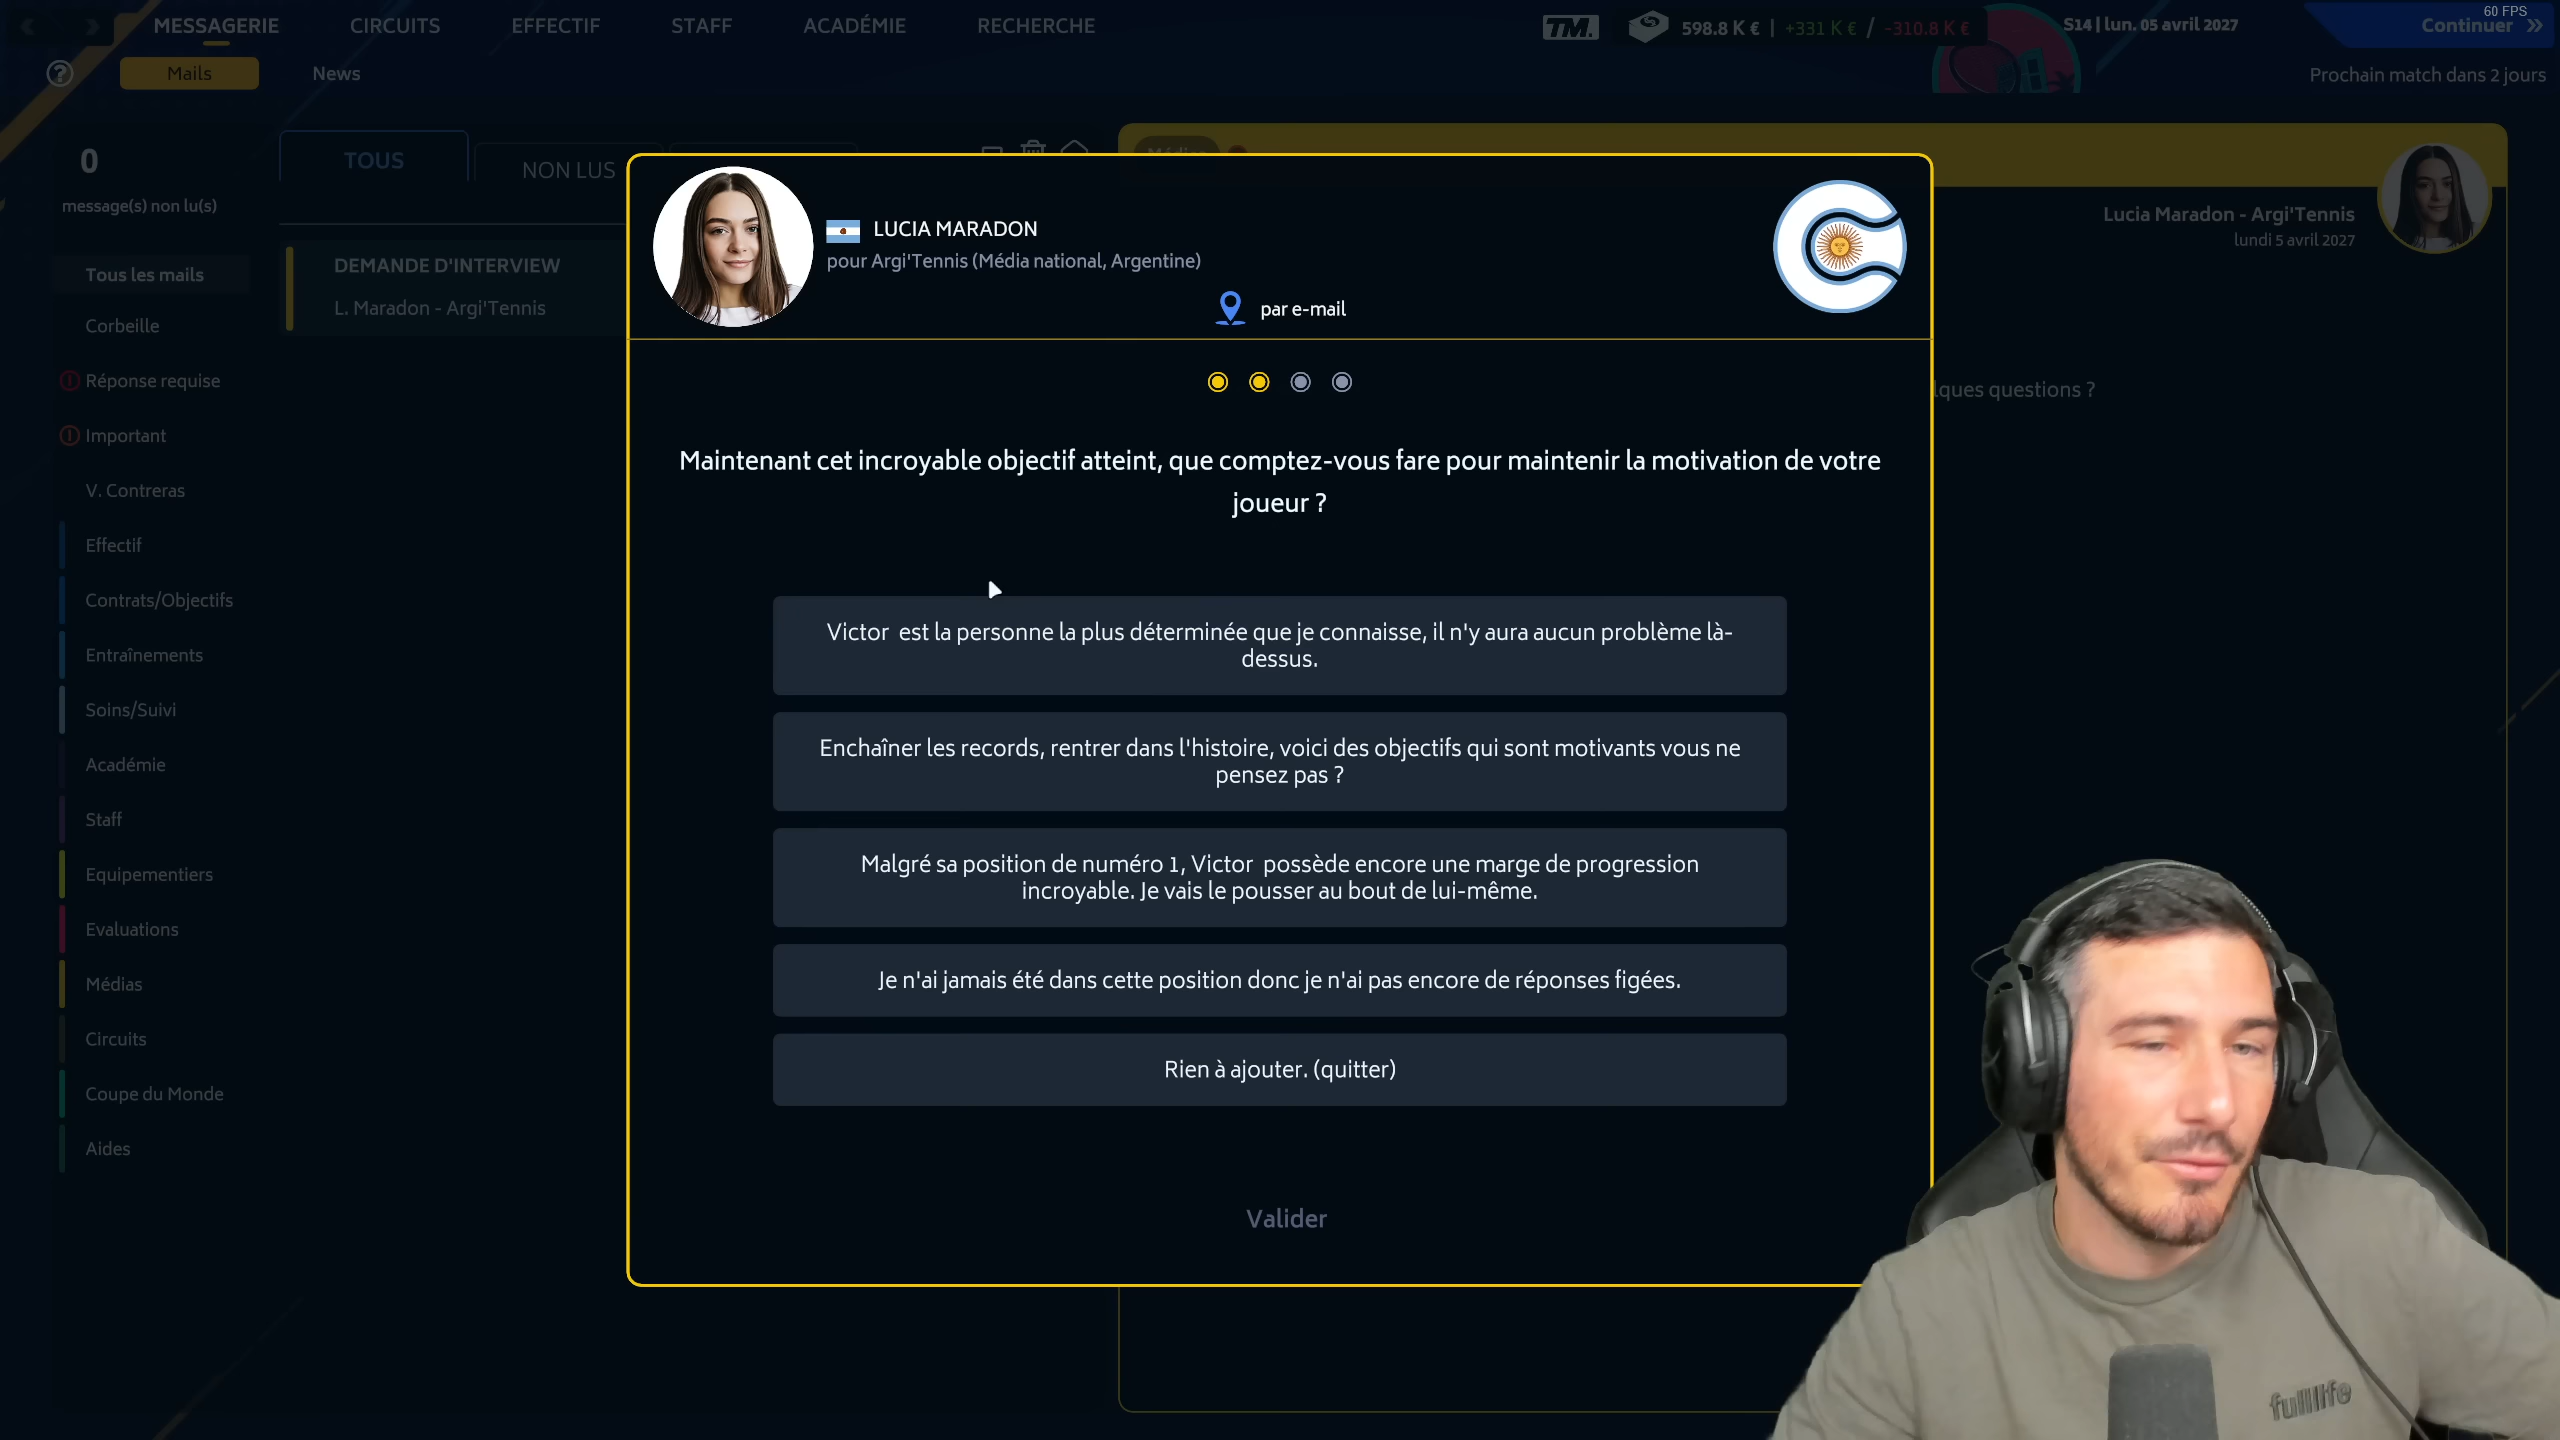 MESSAGERIE CIRCUITS EFFECTIF STAFF ACADÉMIE RECHERCHE
TM. 598.8 K € | +331 K € / -310.8 K € S14 | lun. 05 avril 2027
60 FPS
Continuer
Mails News
Prochain match dans 2 jours
0
message(s) non lu(s)
TOUS
NON LUS
Médias
Tous les mails
Corbeille
Réponse requise
Important
V. Contreras
Effectif
Contrats/Objectifs
Entraînements
Soins/Suivi
Académie
Staff
Equipementiers
Evaluations
Médias
Circuits
Coupe du Monde
Aides
DEMANDE D'INTERVIEW
L. Maradon - Argi'Tennis
Lucia Maradon - Argi'Tennis
lundi 5 avril 2027
lques questions ?
LUCIA MARADON
pour Argi'Tennis (Média national, Argentine)
par e-mail
Maintenant cet incroyable objectif atteint, que comptez-vous fare pour maintenir la motivation de votre
joueur ?
Victor est la personne la plus déterminée que je connaisse, il n'y aura aucun problème là-
dessus.
Enchaîner les records, rentrer dans l'histoire, voici des objectifs qui sont motivants vous ne
pensez pas ?
Malgré sa position de numéro 1, Victor possède encore une marge de progression
incroyable. Je vais le pousser au bout de lui-même.
Je n'ai jamais été dans cette position donc je n'ai pas encore de réponses figées.
Rien à ajouter. (quitter)
Valider
fulllife